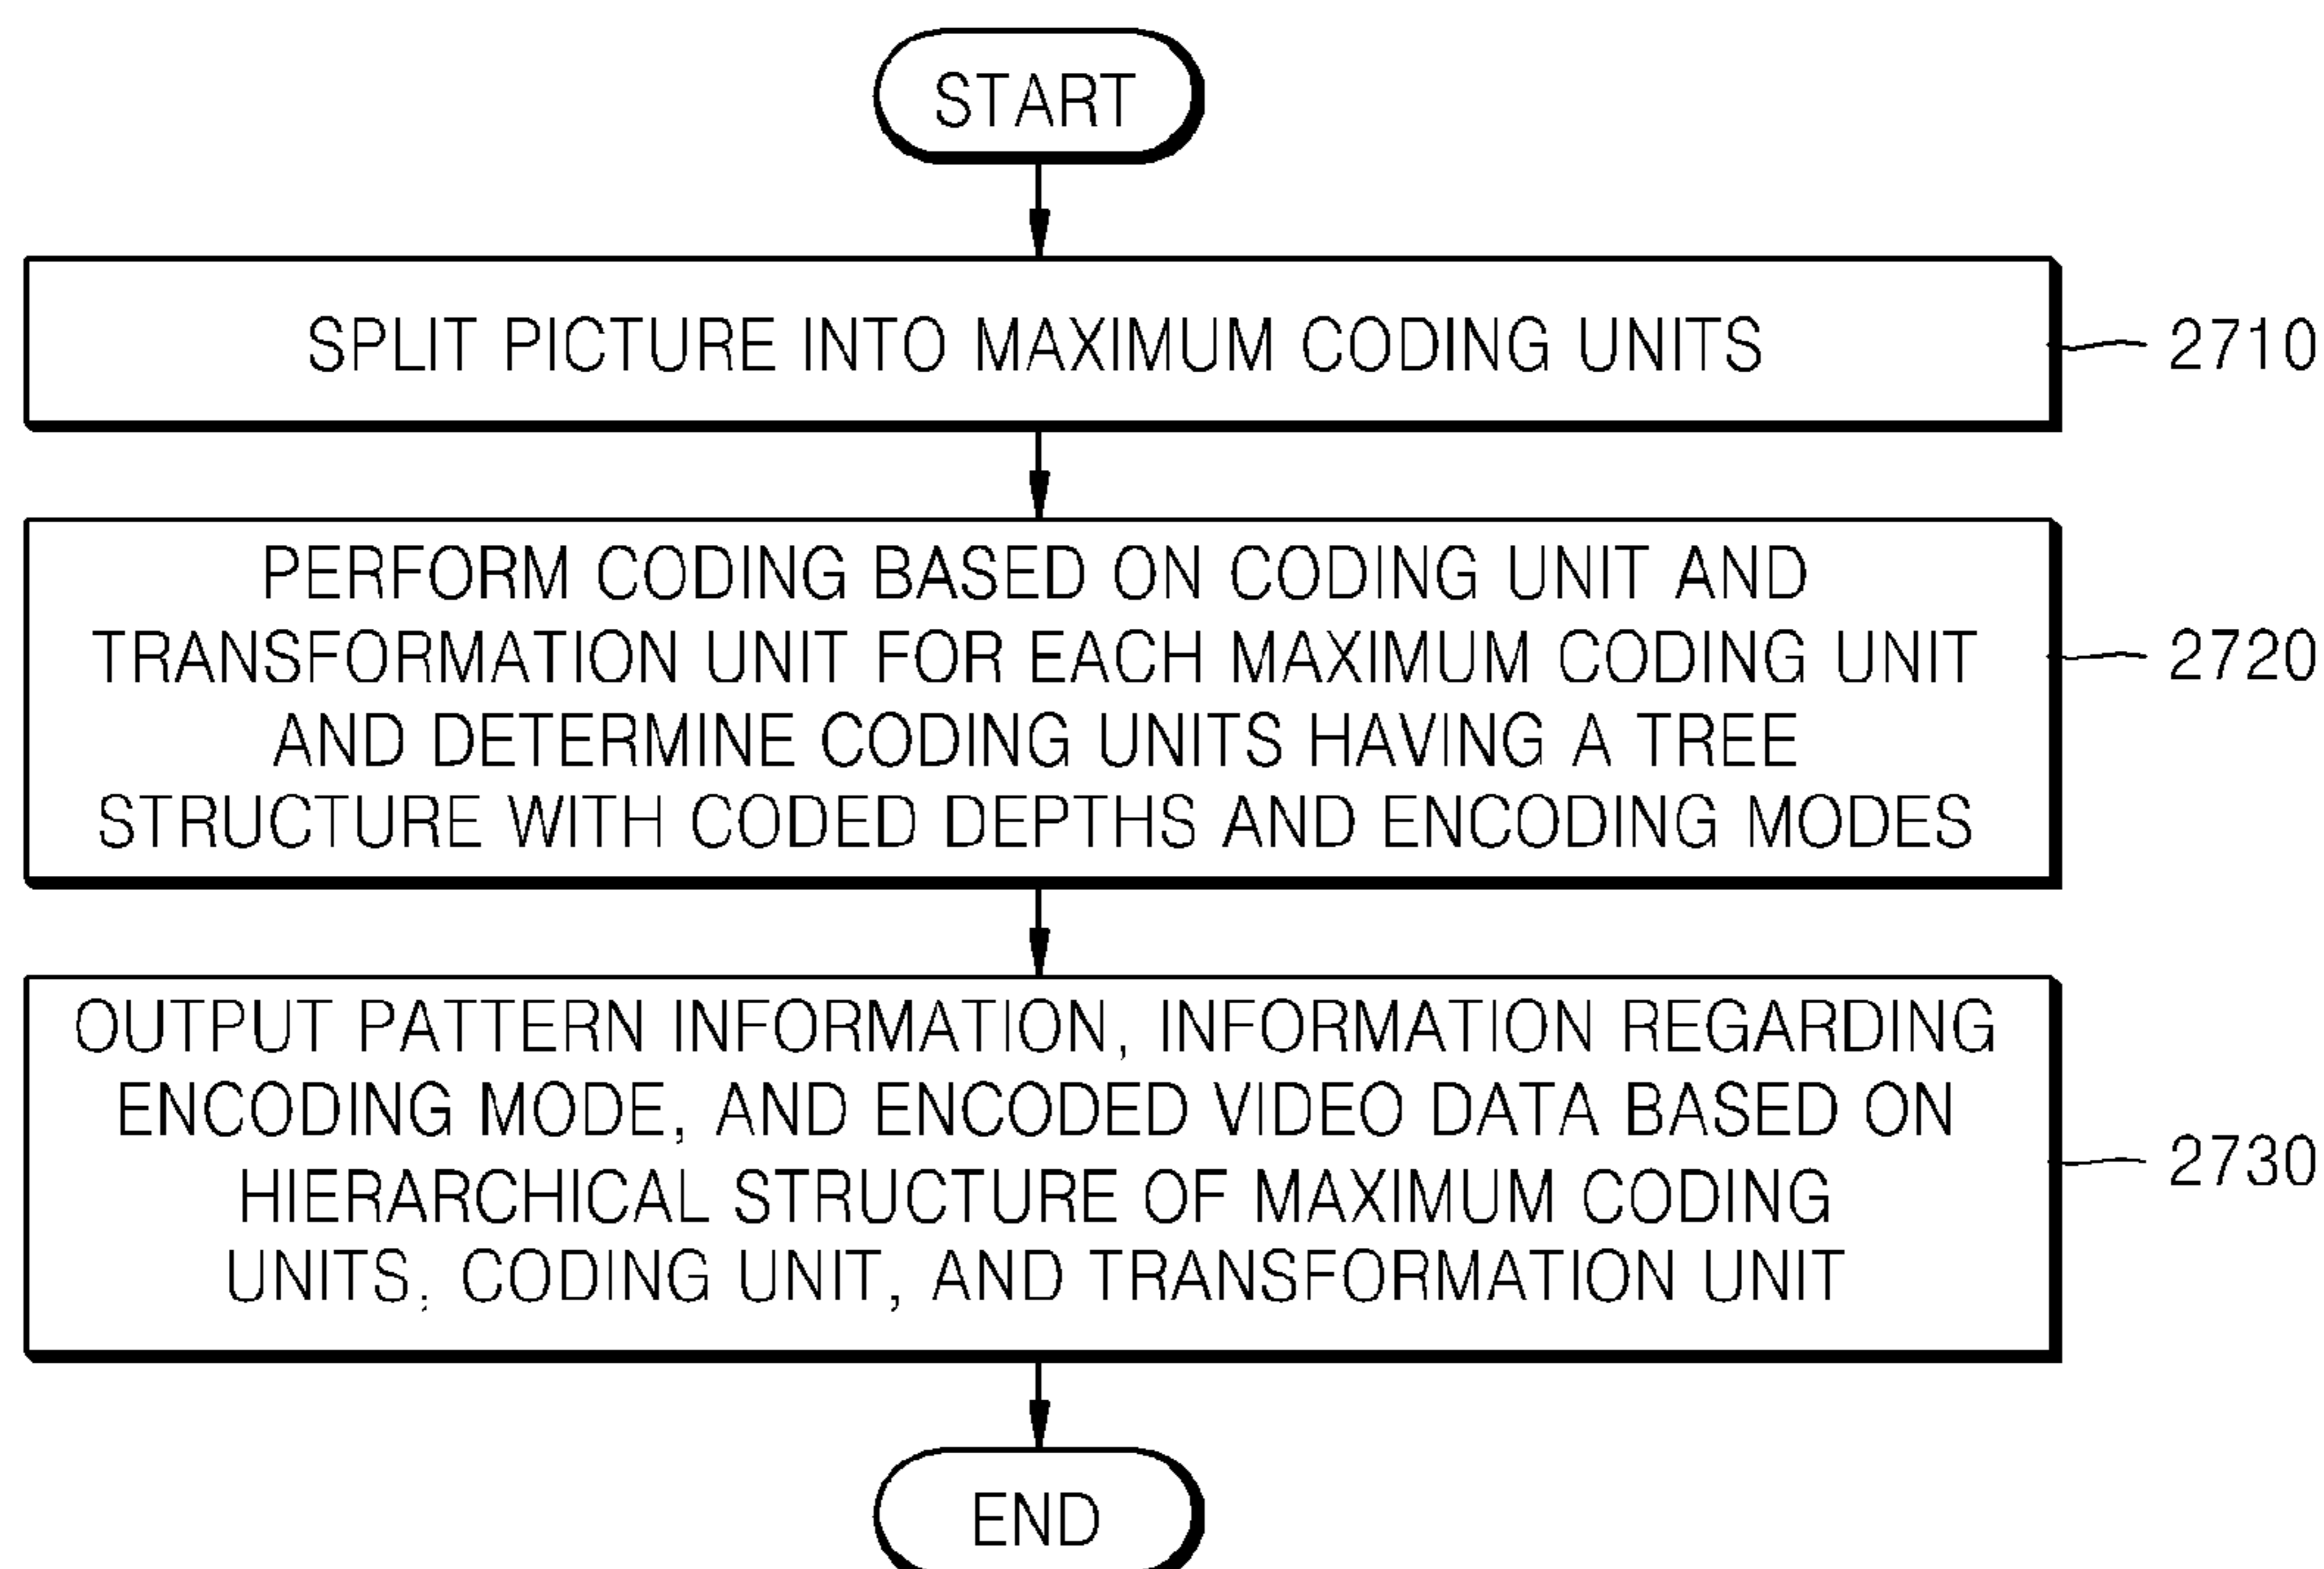 START
SPLIT PICTURE INTO MAXIMUM CODING UNITS
2710
PERFORM CODING BASED ON CODING UNIT AND
TRANSFORMATION UNIT FOR EACH MAXIMUM CODING UNIT
AND DETERMINE CODING UNITS HAVING A TREE
STRUCTURE WITH CODED DEPTHS AND ENCODING MODES
2720
OUTPUT PATTERN INFORMATION, INFORMATION REGARDING
ENCODING MODE, AND ENCODED VIDEO DATA BASED ON
HIERARCHICAL STRUCTURE OF MAXIMUM CODING
UNITS, CODING UNIT, AND TRANSFORMATION UNIT
2730
END